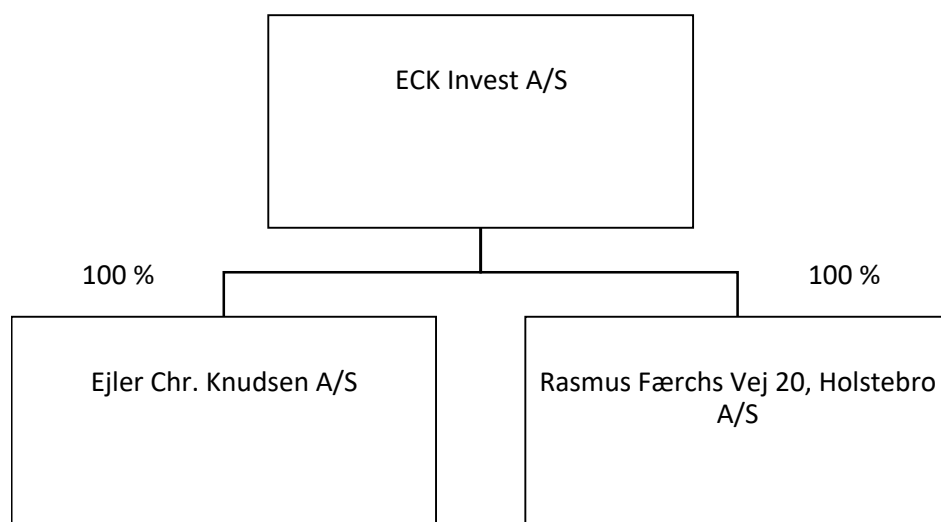 ECK Invest A/S
100 %
100 %
Ejler Chr. Knudsen A/S
Rasmus Færchs Vej 20, Holstebro
A/S